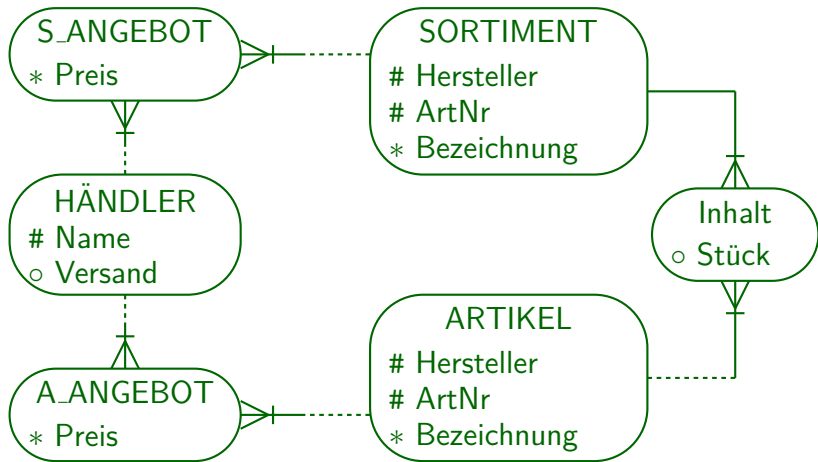 S_ANGEBOT
* Preis
SORTIMENT
# Hersteller
# ArtNr
* Bezeichnung
HÄNDLER
# Name
○ Versand
Inhalt
○ Stück
A_ANGEBOT
* Preis
ARTIKEL
# Hersteller
# ArtNr
* Bezeichnung